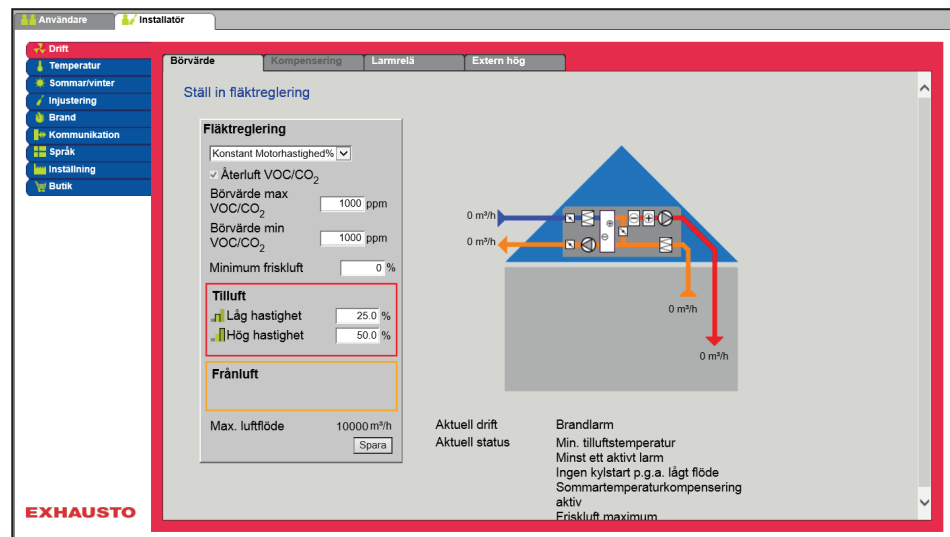 Användare
Installatör
Drift
Temperatur
Sommar/vinter
Injustering
Brand
Kommunikation
Språk
Inställning
Butik
EXHAUSTO
Börvärde
Kompensering
Larmrelä
Extern hög
Ställ in fläktreglering
Fläktreglering
Konstant Motorhastighed%
Återluft VOC/CO2
Börvärde max
VOC/CO2
1000 ppm
Börvärde min
VOC/CO2
1000 ppm
Minimum friskluft 0 %
Tilluft
Låg hastighet 25.0 %
Hög hastighet 50.0 %
Frånluft
Max. luftflöde 10000 m³/h
Spara
0 m³/h
0 m³/h
0 m³/h
0 m³/h
Aktuell drift Brandlarm
Aktuell status Min. tilluftstemperatur
Minst ett aktivt larm
Ingen kylstart p.g.a. lågt flöde
Sommartemperaturkompensering
aktiv
Friskluft maximum